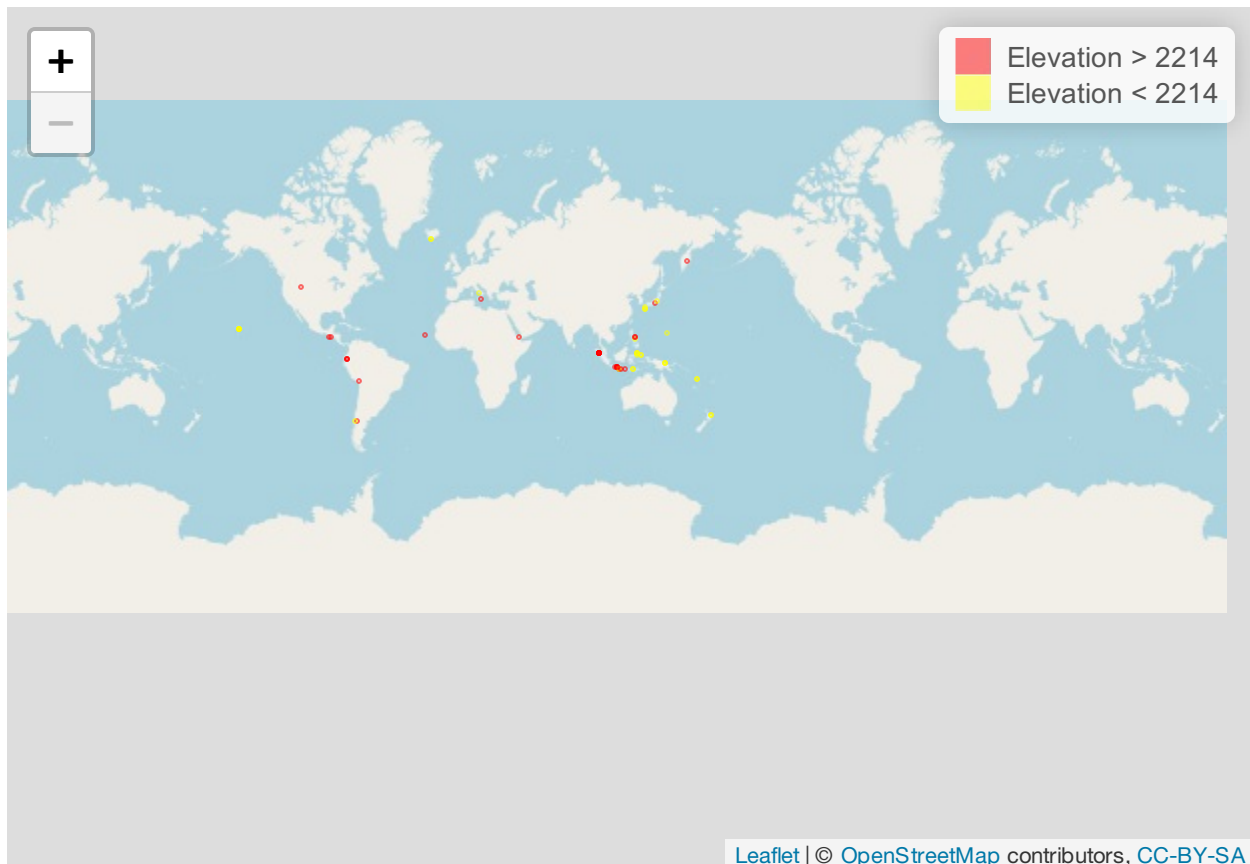 +
−
Elevation > 2214
Elevation < 2214
Leaflet | © OpenStreetMap contributors, CC-BY-SA